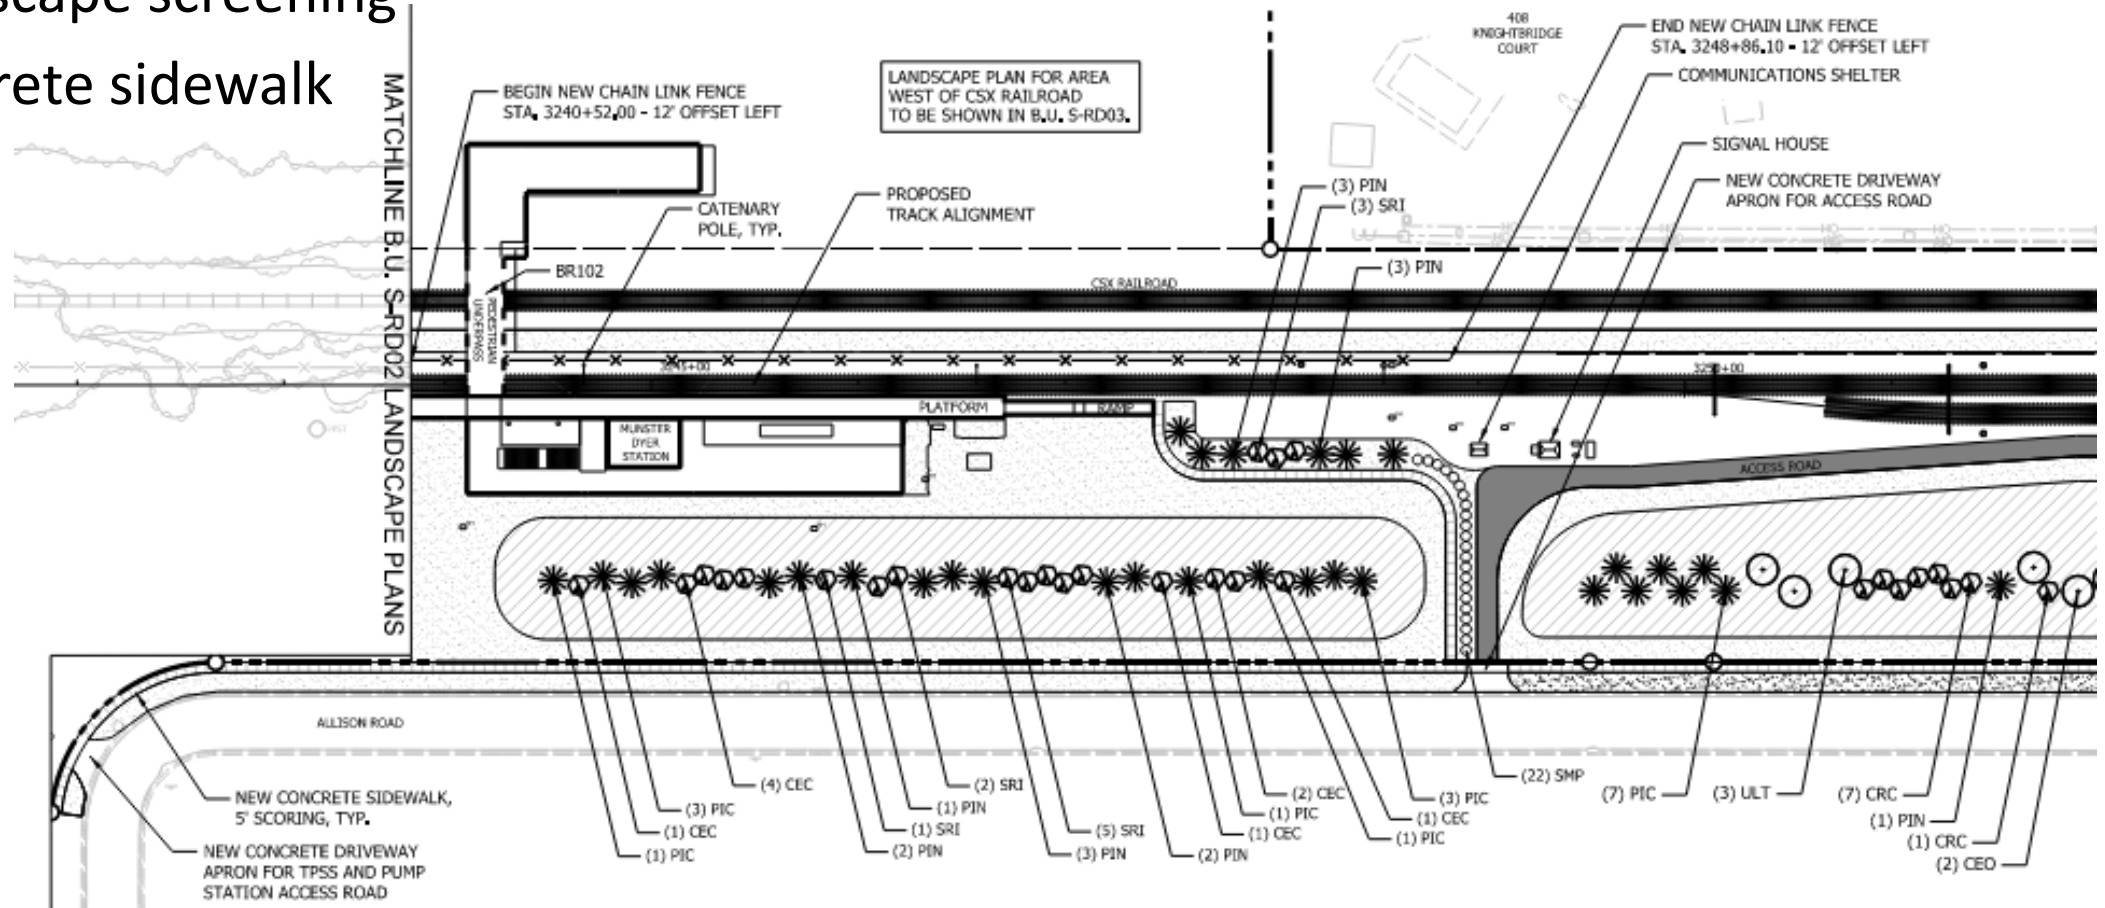 scape screening
rete sidewalk
MATCHLINE B.U. S-RD02 LANDSCAPE PLANS
BEGIN NEW CHAIN LINK FENCE
STA. 3240+52.00 - 12' OFFSET LEFT
LANDSCAPE PLAN FOR AREA
WEST OF CSX RAILROAD
TO BE SHOWN IN B.U. S-RD03.
408
KNIGHTBRIDGE
COURT
END NEW CHAIN LINK FENCE
STA. 3248+86.10 - 12' OFFSET LEFT
COMMUNICATIONS SHELTER
SIGNAL HOUSE
NEW CONCRETE DRIVEWAY
APRON FOR ACCESS ROAD
CATENARY
POLE, TYP.
PROPOSED
TRACK ALIGNMENT
(3) PIN
(3) SRI
(3) PIN
BR102
PEDESTRIAN
UNDERPASS
CSX RAILROAD
3245+00
3250+00
PLATFORM
RAMP
MUNSTER
DYER
STATION
ACCESS ROAD
ALLISON ROAD
NEW CONCRETE SIDEWALK,
5' SCORING, TYP.
NEW CONCRETE DRIVEWAY
APRON FOR TPSS AND PUMP
STATION ACCESS ROAD
(1) PIC
(1) CEC
(3) PIC
(4) CEC
(2) PIN
(1) SRI
(1) PIN
(2) SRI
(3) PIN
(5) SRI
(2) PIN
(1) CEC
(1) PIC
(2) CEC
(1) PIC
(1) CEC
(3) PIC
(22) SMP
(7) PIC
(3) ULT
(7) CRC
(1) PIN
(1) CRC
(2) CEO